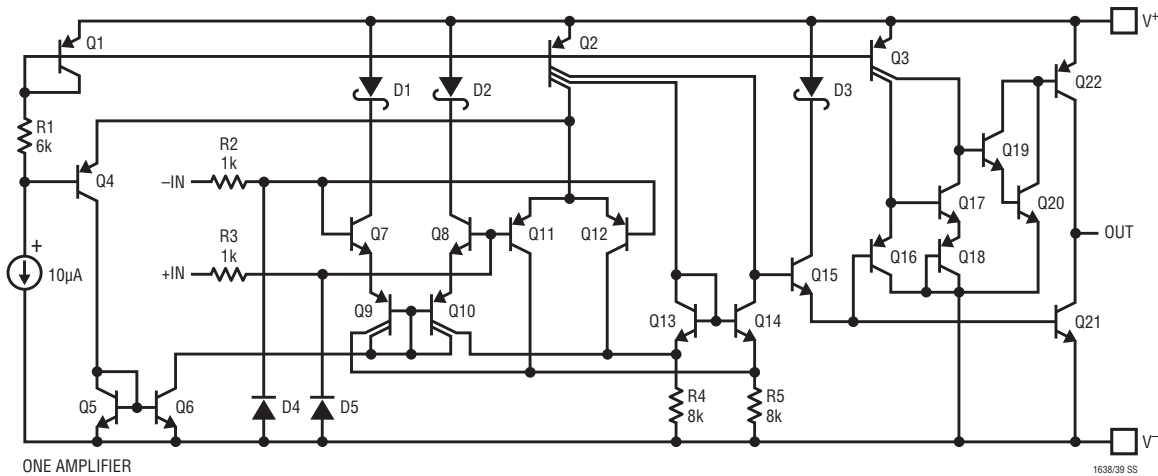 V+
Q1
Q2
Q3
D1
D2
D3
Q22
R1
6k
R2
1k
Q19
Q4
–IN
Q20
Q17
R3
1k
Q7
Q8
Q11
Q12
OUT
+
10µA
+IN
Q15
Q16
Q18
Q9
Q10
Q13
Q14
Q21
Q5
Q6
D4
D5
R4
8k
R5
8k
V–
ONE AMPLIFIER
1638/39 SS